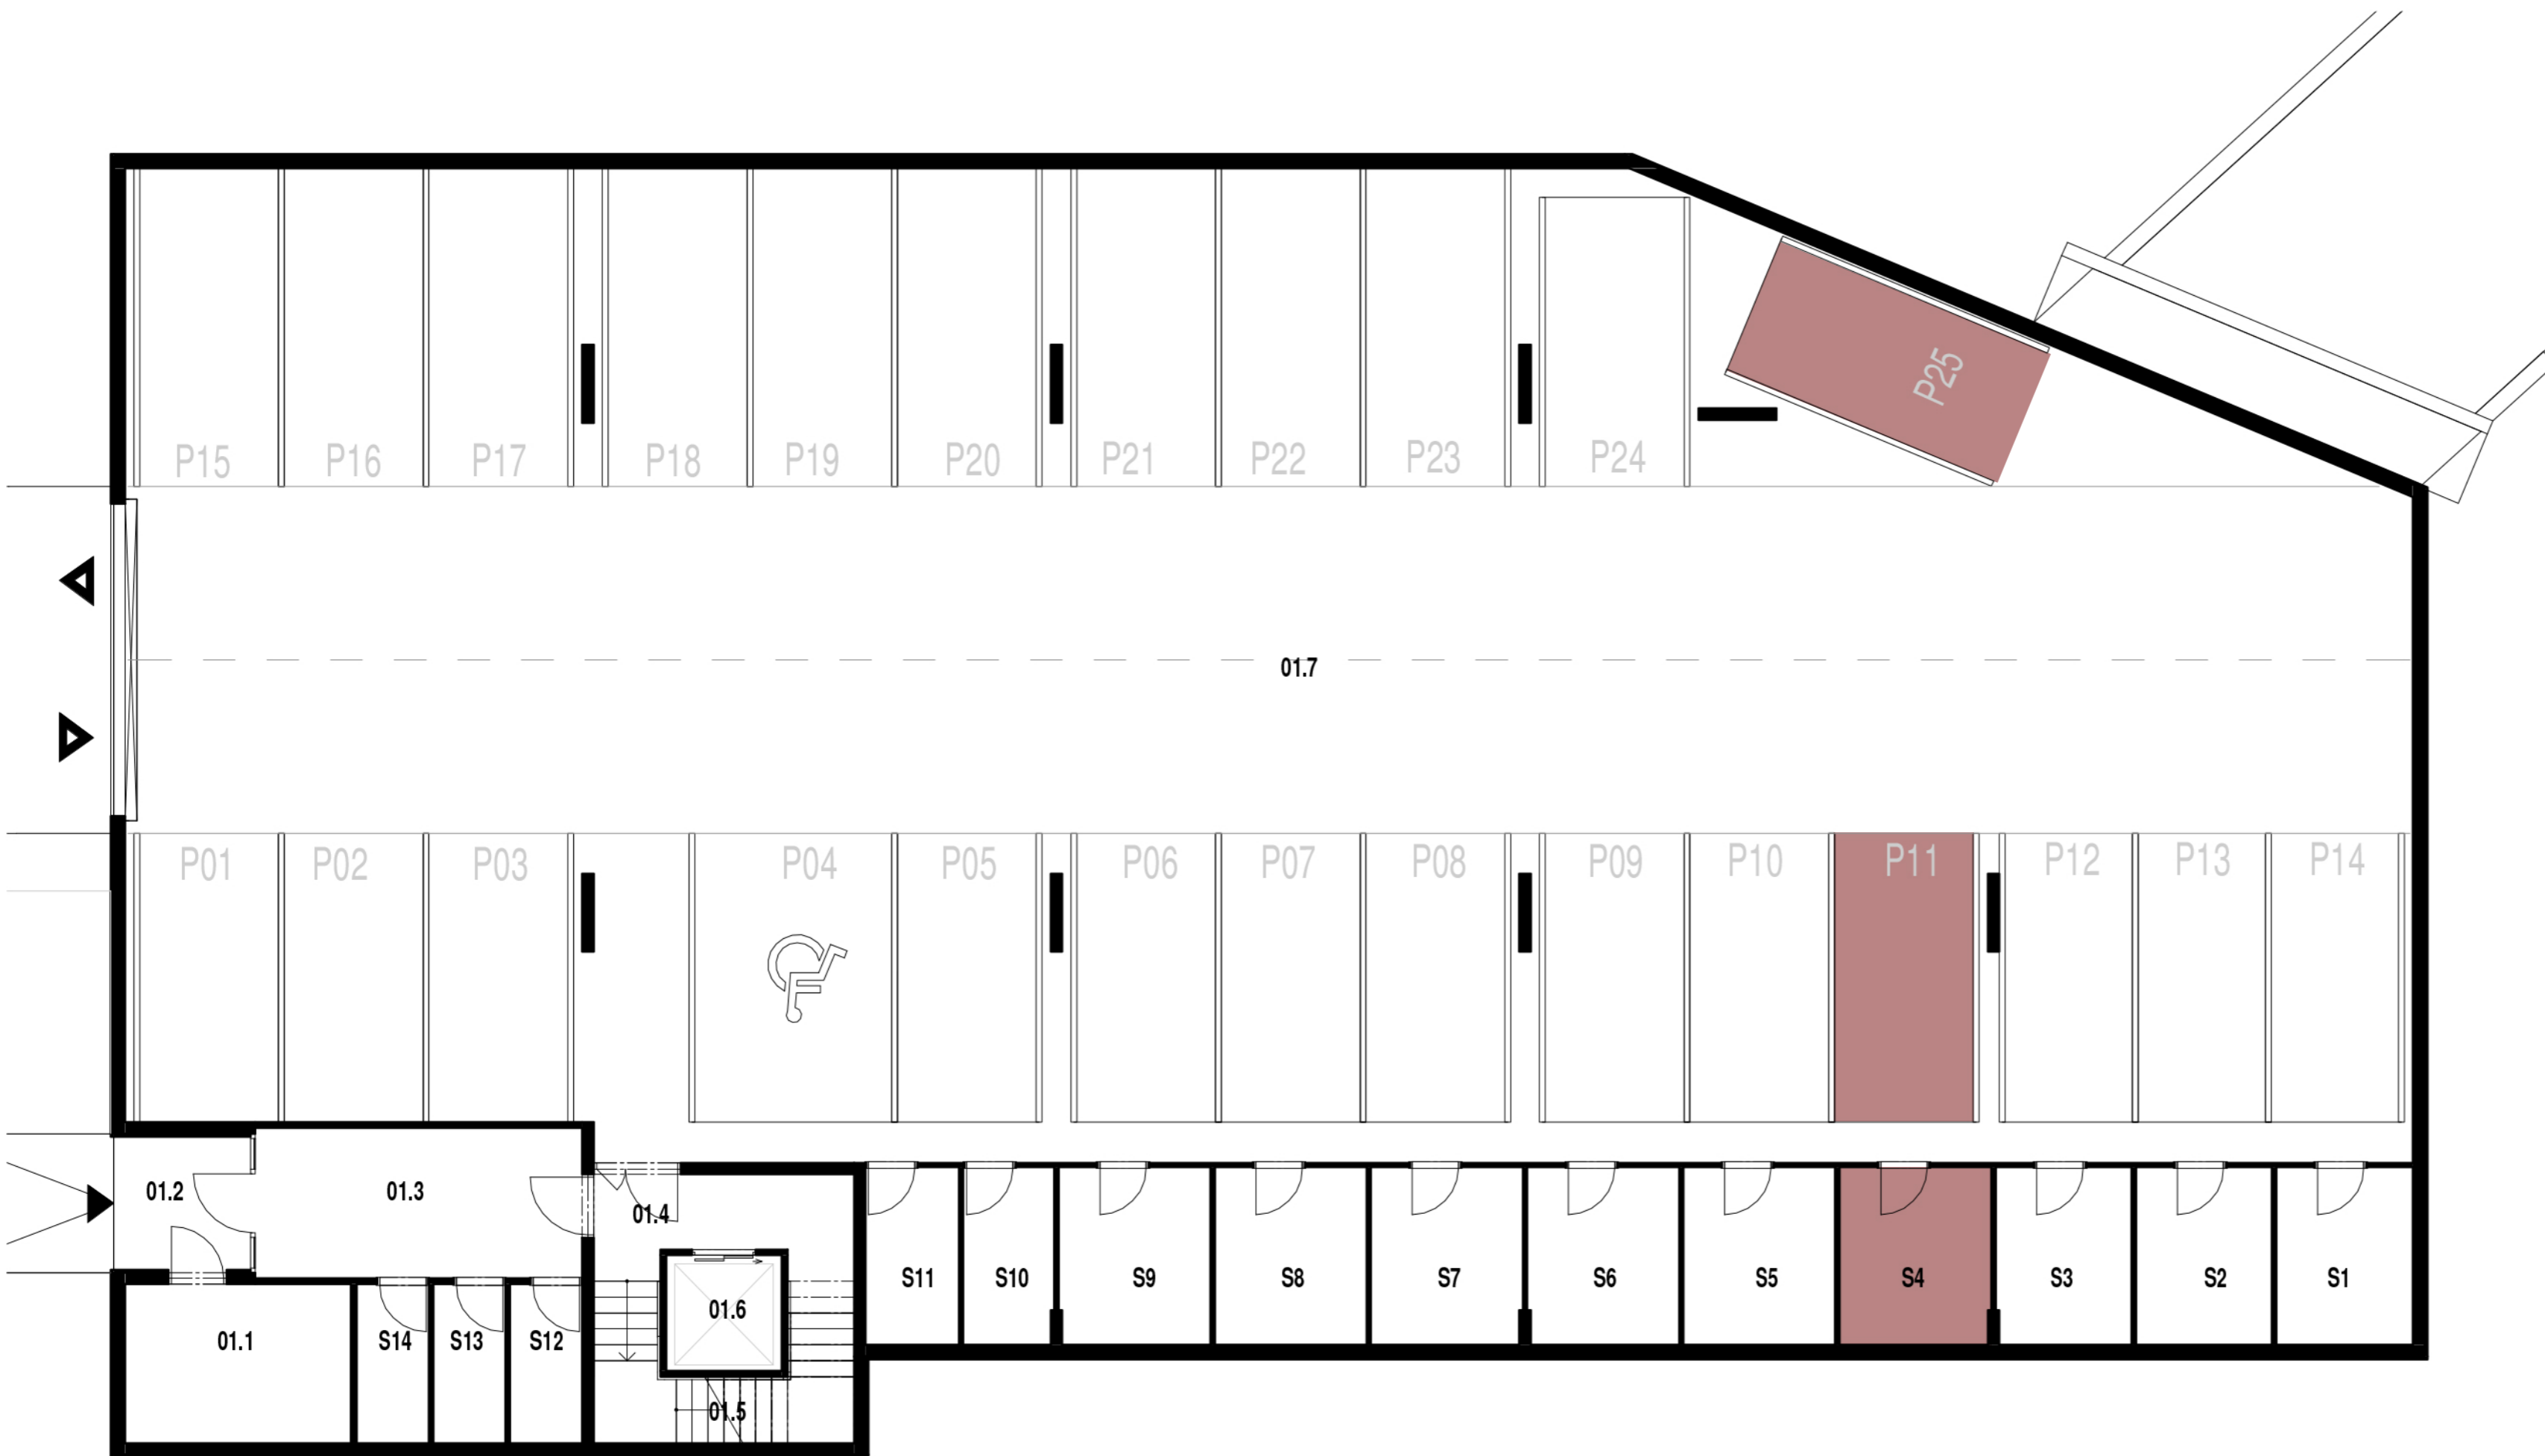 P25
P15 P16 P17 P18 P19 P20 P21 P22 P23 P24
01.7
P01 P02 P03 P04 P05 P06 P07 P08 P09 P10 P11 P12 P13 P14
01.2 01.3 01.4
S11 S10 S9 S8 S7 S6 S5 S4 S3 S2 S1
01.6
01.1 S14 S13 S12
01.5